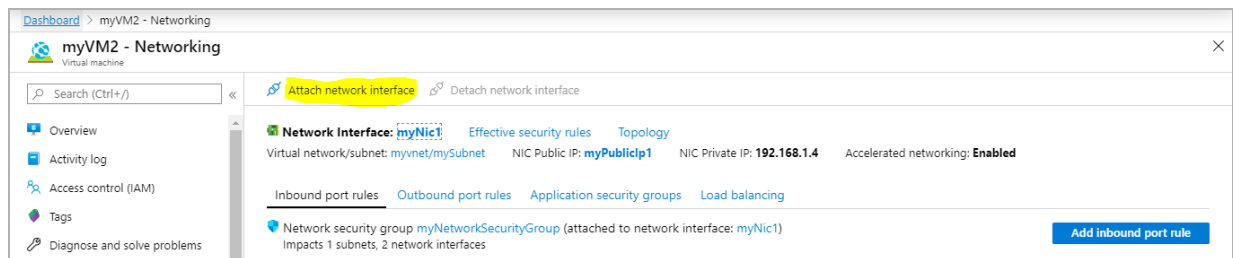 Dashboard > myVM2 - Networking
myVM2 - Networking
Virtual machine
Search (Ctrl+/)
«
Attach network interface
Detach network interface
Overview
Activity log
Access control (IAM)
Tags
Diagnose and solve problems
Network Interface: myNic1 Effective security rules Topology
Virtual network/subnet: myvnet/mySubnet NIC Public IP: myPublicIp1 NIC Private IP: 192.168.1.4 Accelerated networking: Enabled
Inbound port rules Outbound port rules Application security groups Load balancing
Network security group myNetworkSecurityGroup (attached to network interface: myNic1)
Impacts 1 subnets, 2 network interfaces
Add inbound port rule